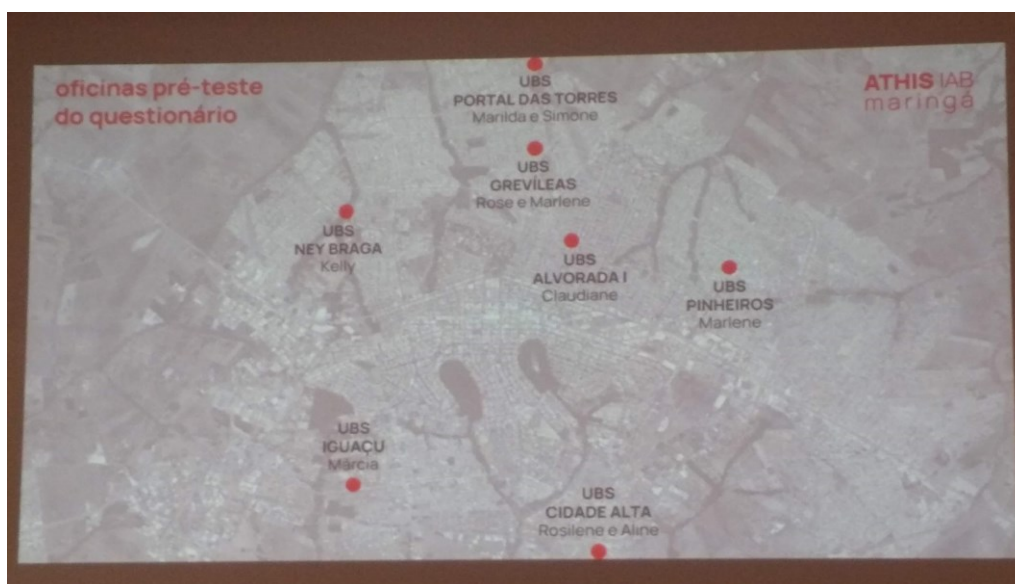 oficinas pré-teste
do questionário
ATHIS IAB
maringá
UBS
PORTAL DAS TORRES
Marilda e Simone
UBS
GREVÍLEAS
Rose e Marlene
UBS
NEY BRAGA
Kelly
UBS
ALVORADA I
Claudiane
UBS
PINHEIROS
Marlene
UBS
IGUAÇU
Márcia
UBS
CIDADE ALTA
Rosilene e Aline